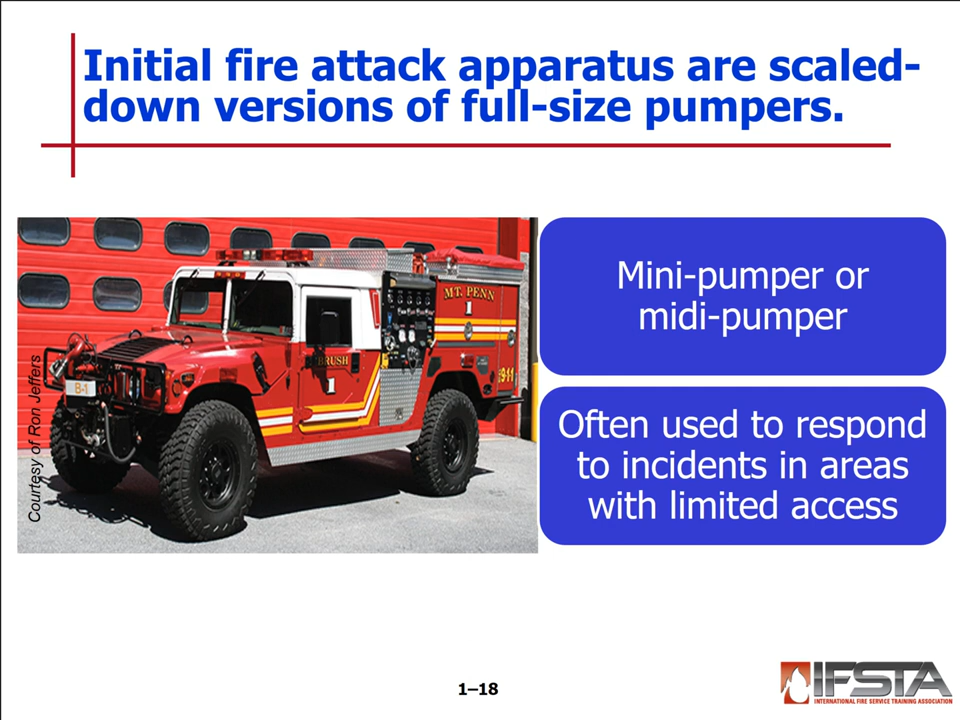 Initial fire attack apparatus are scaled-
down versions of full-size pumpers.
Courtesy of Ron Jeffers
MT. PENN
1
BRUSH
1
B-1
911
Mini-pumper or
midi-pumper
Often used to respond
to incidents in areas
with limited access
1–18
IFSTA
INTERNATIONAL FIRE SERVICE TRAINING ASSOCIATION